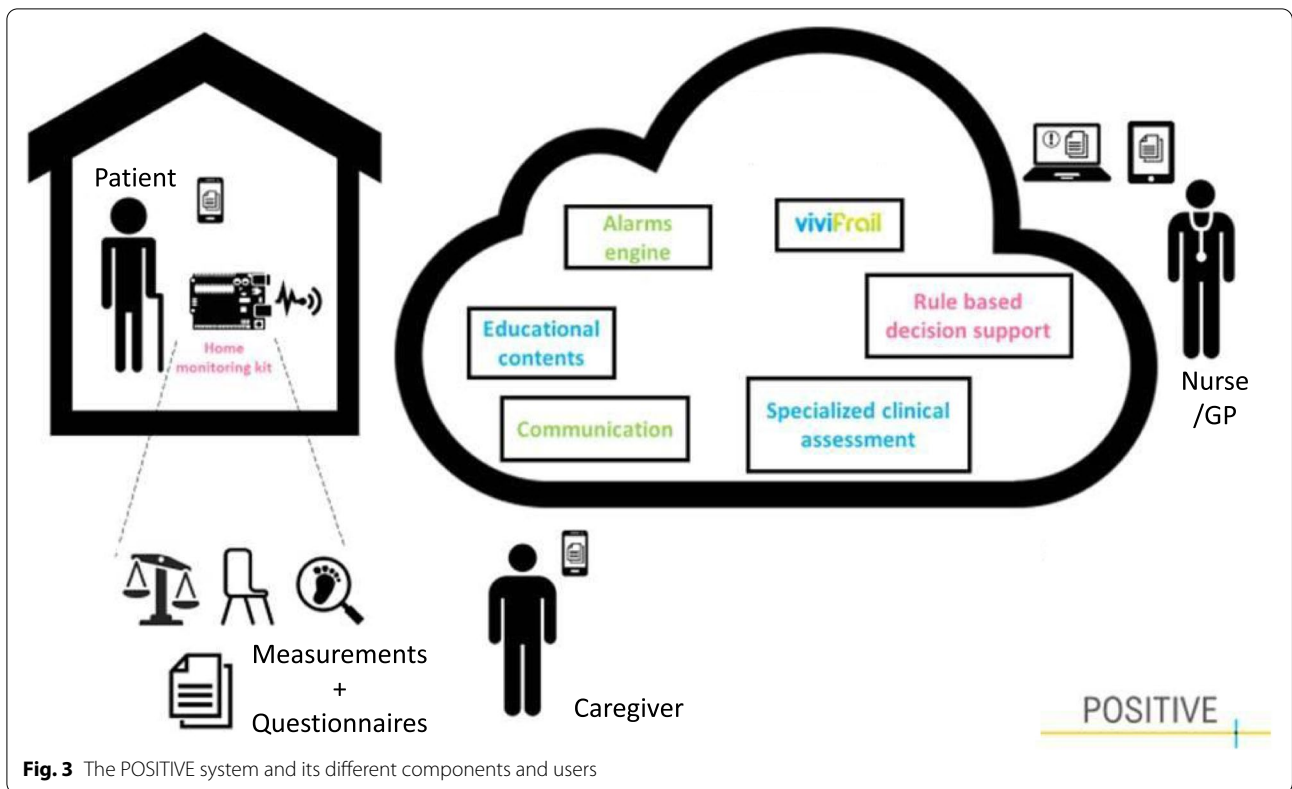 Patient
Home
monitoring kit
Measurements
+
Questionnaires
Alarms
engine
vivifrail
Rule based
decision support
Educational
contents
Communication
Specialized clinical
assessment
Nurse
/GP
Caregiver
POSITIVE
Fig. 3 The POSITIVE system and its different components and users